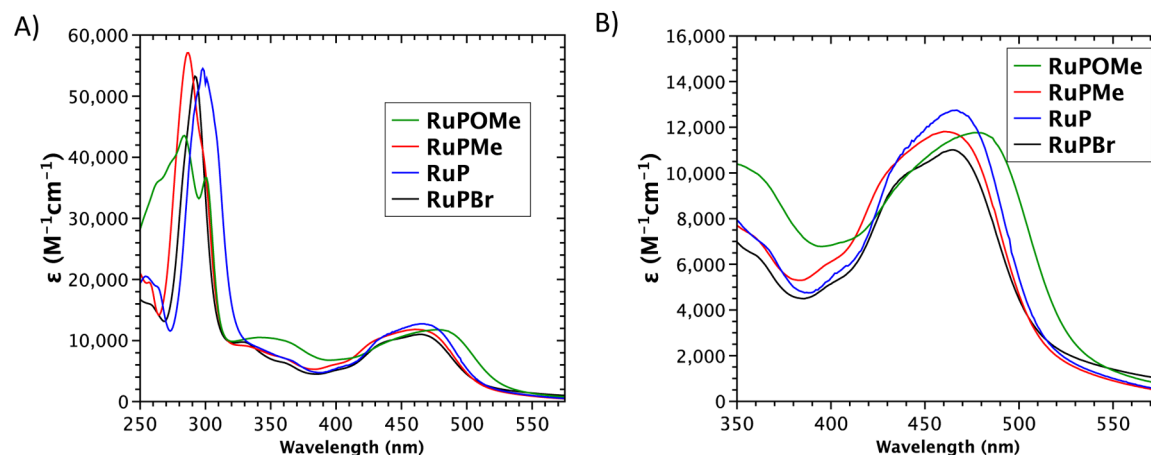 A)
60,000
50,000
40,000
30,000
20,000
10,000
0
ε (M⁻¹cm⁻¹)
250 300 350 400 450 500 550
Wavelength (nm)
RuPOMe
RuPMe
RuP
RuPBr
B)
16,000
14,000
12,000
10,000
8,000
6,000
4,000
2,000
0
ε (M⁻¹cm⁻¹)
350 400 450 500 550
Wavelength (nm)
RuPOMe
RuPMe
RuP
RuPBr